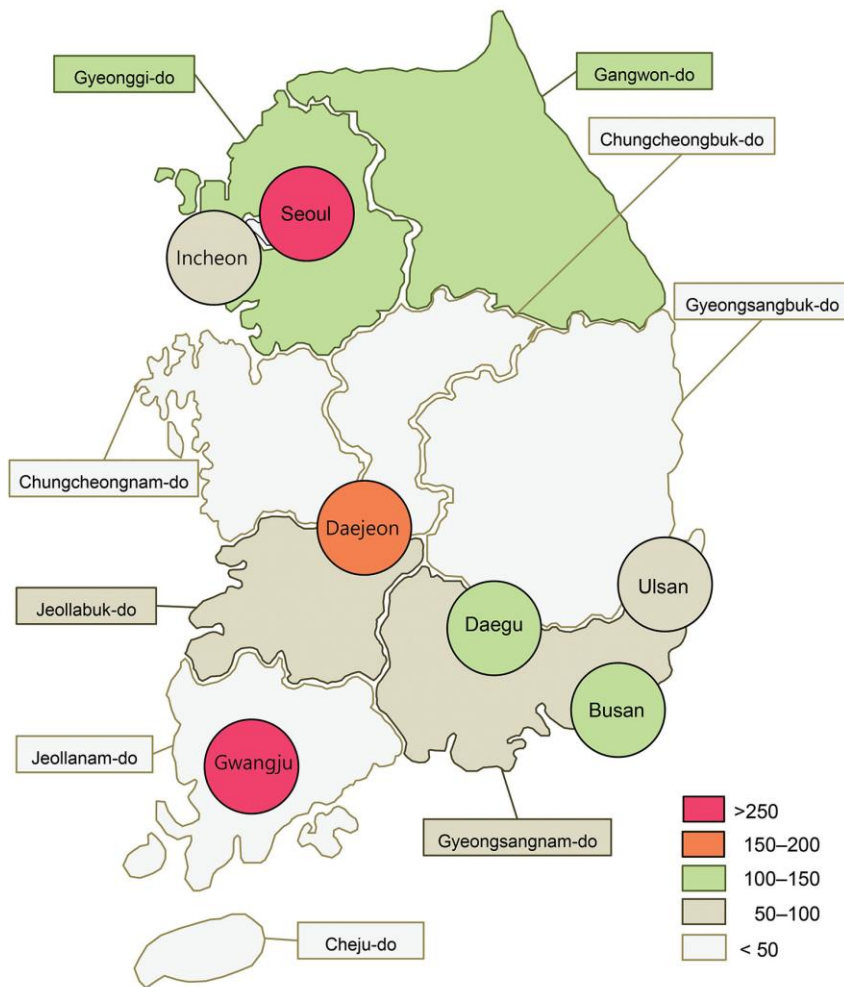 Gyeonggi-do
Gangwon-do
Chungcheongbuk-do
Seoul
Incheon
Gyeongsangbuk-do
Chungcheongnam-do
Daejeon
Ulsan
Jeollabuk-do
Daegu
Busan
Jeollanam-do
Gwangju
>250
150–200
Gyeongsangnam-do
100–150
50–100
Cheju-do
< 50